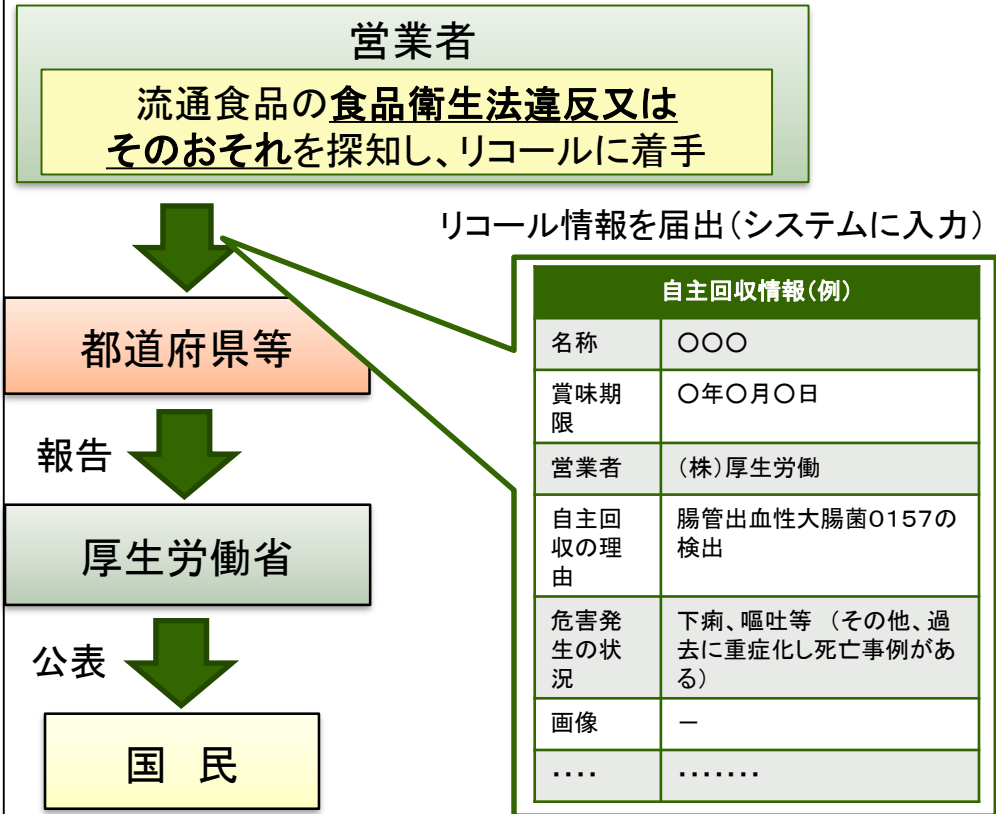 営業者
流通食品の食品衛生法違反又は
そのおそれを探知し、リコールに着手
リコール情報を届出（システムに入力）
都道府県等
報告
厚生労働省
公表
国　民
自主回収情報（例）
名称
○○○
賞味期
限
○年○月○日
営業者
（株）厚生労働
自主回
収の理
由
腸管出血性大腸菌O157の
検出
危害発
生の状
況
下痢、嘔吐等　（その他、過
去に重症化し死亡事例があ
る）
画像
－
‥‥
・・・・・・・